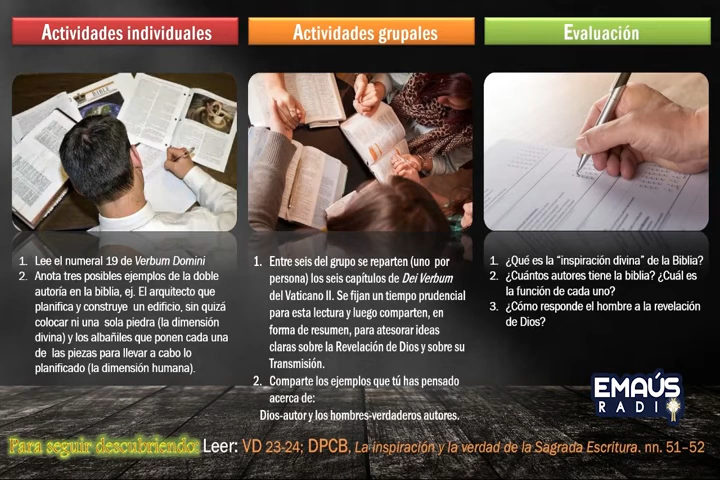 Actividades individuales
Actividades grupales
Evaluación
1. Lee el numeral 19 de Verbum Domini
2. Anota tres posibles ejemplos de la doble
autoría en la biblia, ej. El arquitecto que
planifica y construye un edificio, sin quizá
colocar ni una sola piedra (la dimensión
divina) y los albañiles que ponen cada una
de las piezas para llevar a cabo lo
planificado (la dimensión humana).
1. Entre seis del grupo se reparten (uno por
persona) los seis capítulos de Dei Verbum
del Vaticano II. Se fijan un tiempo prudencial
para esta lectura y luego comparten, en
forma de resumen, para atesorar ideas
claras sobre la Revelación de Dios y sobre su
Transmisión.
2. Comparte los ejemplos que tú has pensado
acerca de:
Dios-autor y los hombres-verdaderos autores.
1. ¿Qué es la “inspiración divina” de la Biblia?
2. ¿Cuántos autores tiene la biblia? ¿Cuál es
la función de cada uno?
3. ¿Cómo responde el hombre a la revelación
de Dios?
EMAÚS
RADIO
Para seguir descubriendo: Leer: VD 23-24; DPCB, La inspiración y la verdad de la Sagrada Escritura. nn. 51–52